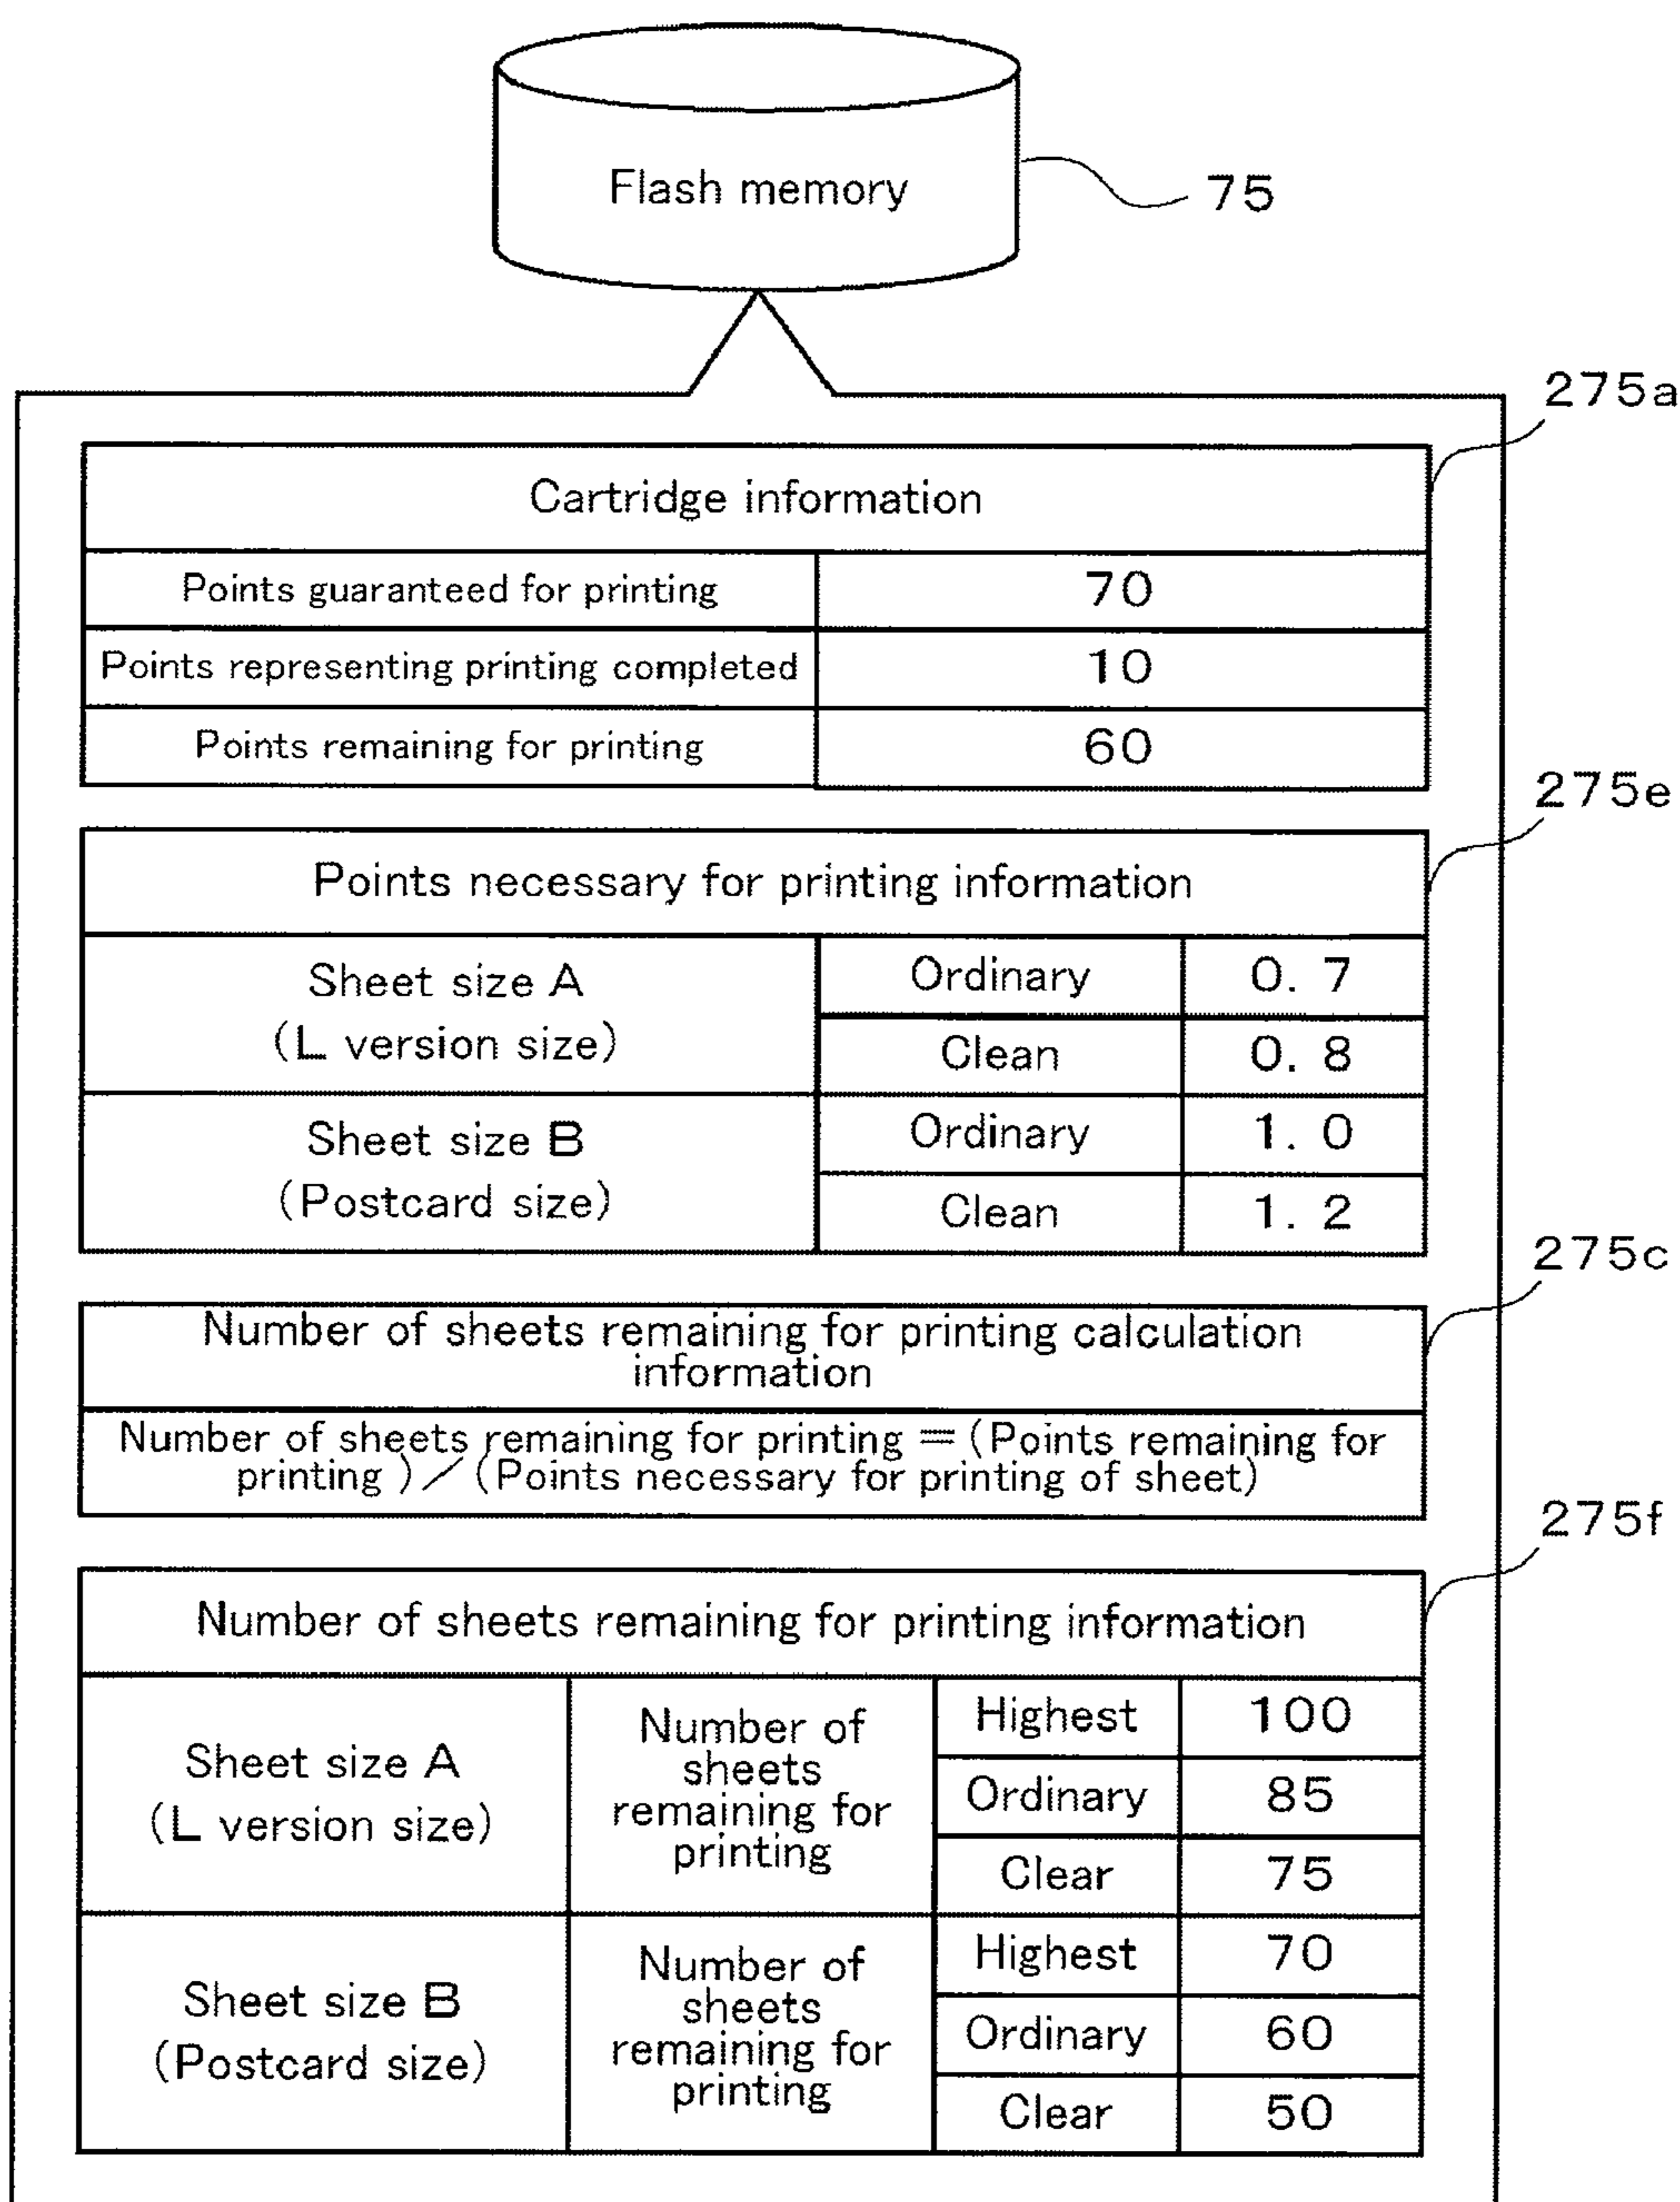 Flash memory
75
275a
Cartridge information
Points guaranteed for printing 70
Points representing printing completed 10
Points remaining for printing 60
275e
Points necessary for printing information
Sheet size A
(L version size)
Ordinary 0. 7
Clean 0. 8
Sheet size B
(Postcard size)
Ordinary 1. 0
Clean 1. 2
275c
Number of sheets remaining for printing calculation
information
Number of sheets remaining for printing = (Points remaining for
printing )/(Points necessary for printing of sheet)
275f
Number of sheets remaining for printing information
Sheet size A
(L version size)
Number of
sheets
remaining for
printing
Highest 100
Ordinary 85
Clear 75
Sheet size B
(Postcard size)
Number of
sheets
remaining for
printing
Highest 70
Ordinary 60
Clear 50